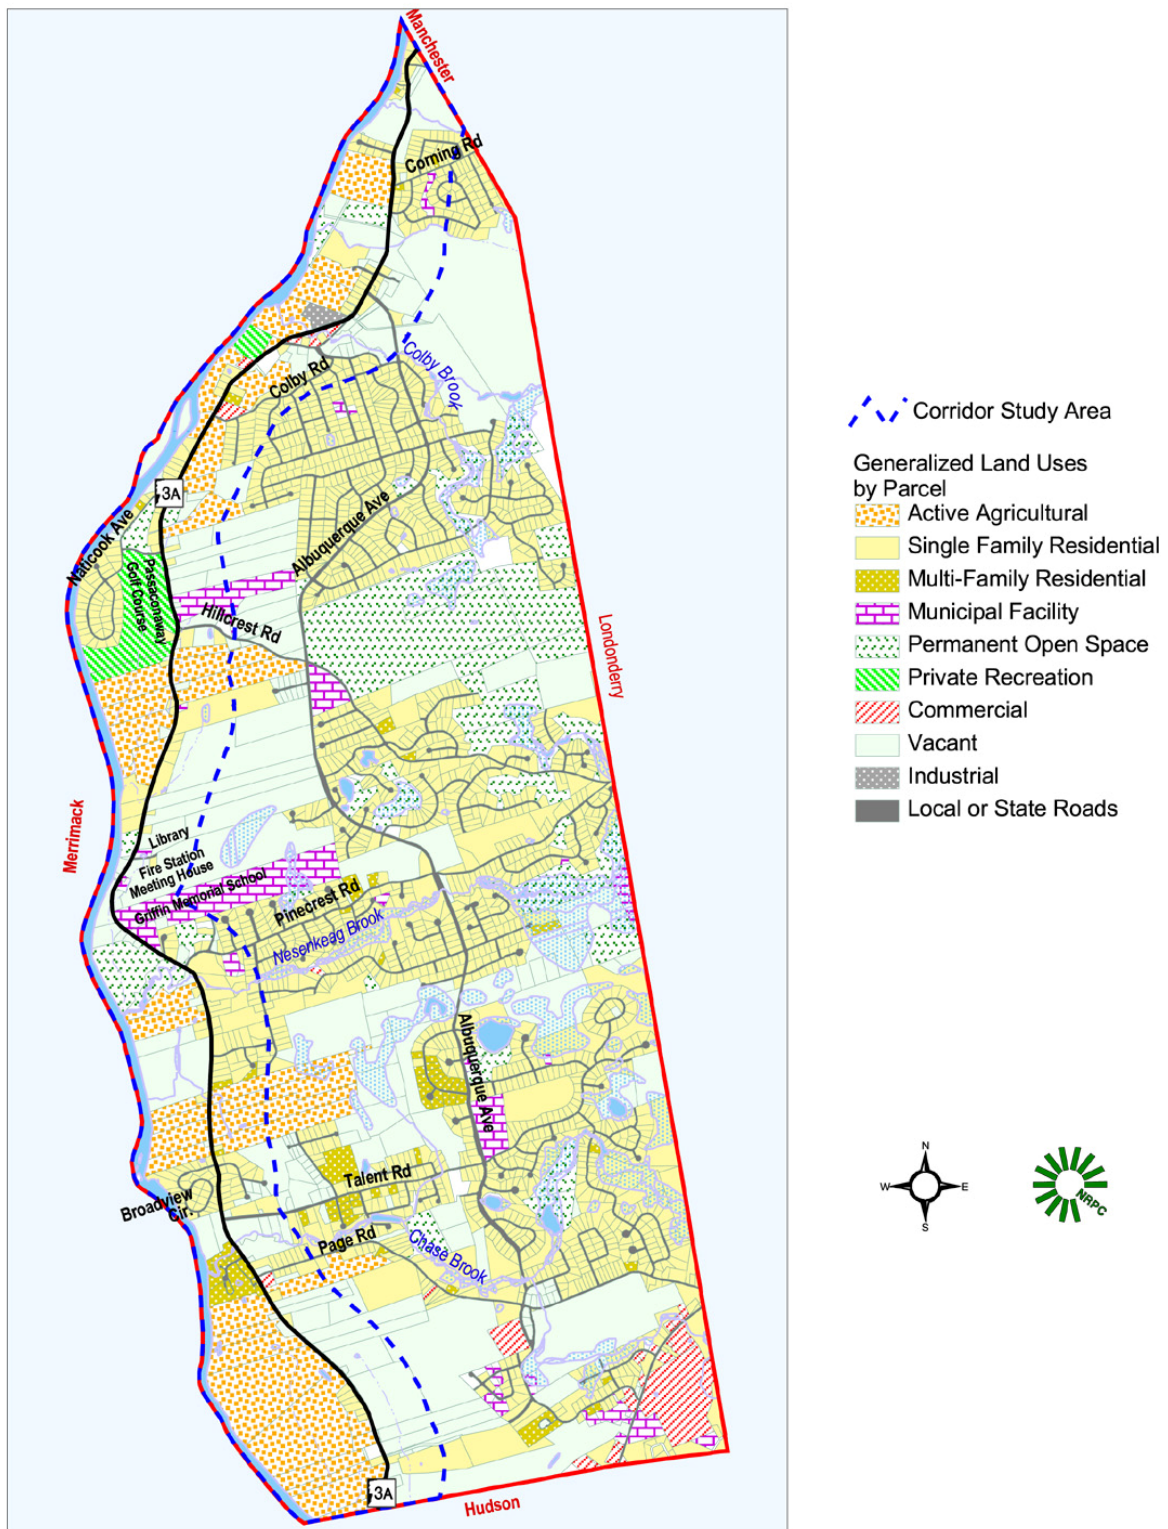 Manchester
Corning Rd
Colby Brook
Colby Rd
3A
Naticook Ave
Albuquerque Ave
Passaconaway
Golf Course
Hillcrest Rd
Londonderry
Merrimack
Library
Fire Station
Meeting House
Griffin Memorial School
Pinecrest Rd
Nesenkeag Brook
Albuquerque Ave
Talent Rd
Broadview
Cir.
Page Rd
Chase Brook
3A
Hudson
Corridor Study Area
Generalized Land Uses
by Parcel
Active Agricultural
Single Family Residential
Multi-Family Residential
Municipal Facility
Permanent Open Space
Private Recreation
Commercial
Vacant
Industrial
Local or State Roads
N
W E
S
NRPC